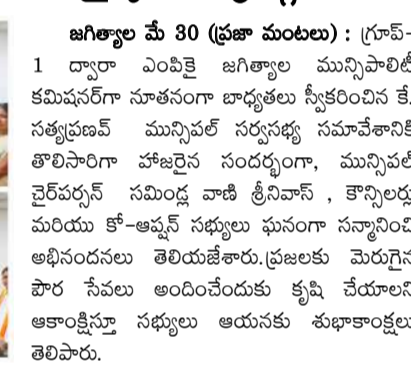 జగిత్యాల మే 30 (ప్రజా మంటలు) : గ్రూప్-
1 ద్వారా ఎంపికై జగిత్యాల మున్సిపాలిటీ
కమిషనర్‌గా నూతనంగా బాధ్యతలు స్వీకరించిన కే.
సత్యప్రణవ్ మున్సిపల్ సర్వసభ్య సమావేశానికి
తొలిసారిగా హాజరైన సందర్భంగా, మున్సిపల్
చైర్‌పర్సన్ సమిండ్ల వాణి శ్రీనివాస్ , కౌన్సిలర్లు
మరియు కో-ఆప్షన్ సభ్యులు ఘనంగా సన్మానించి
అభినందనలు తెలియజేశారు.ప్రజలకు మెరుగైన
పౌర సేవలు అందించేందుకు కృషి చేయాలని
ఆకాంక్షిస్తూ సభ్యులు ఆయనకు శుభాకాంక్షలు
తెలిపారు.